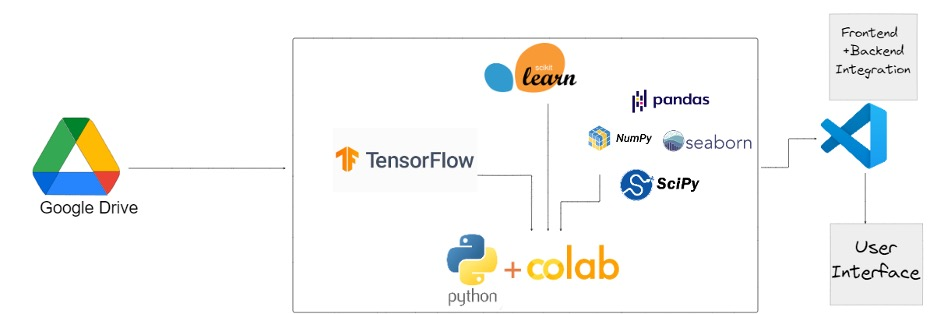 Frontend
+Backend
Integration
scikit
learn
pandas
NumPy
seaborn
TensorFlow
SciPy
Google Drive
User
Interface
python
+ colab